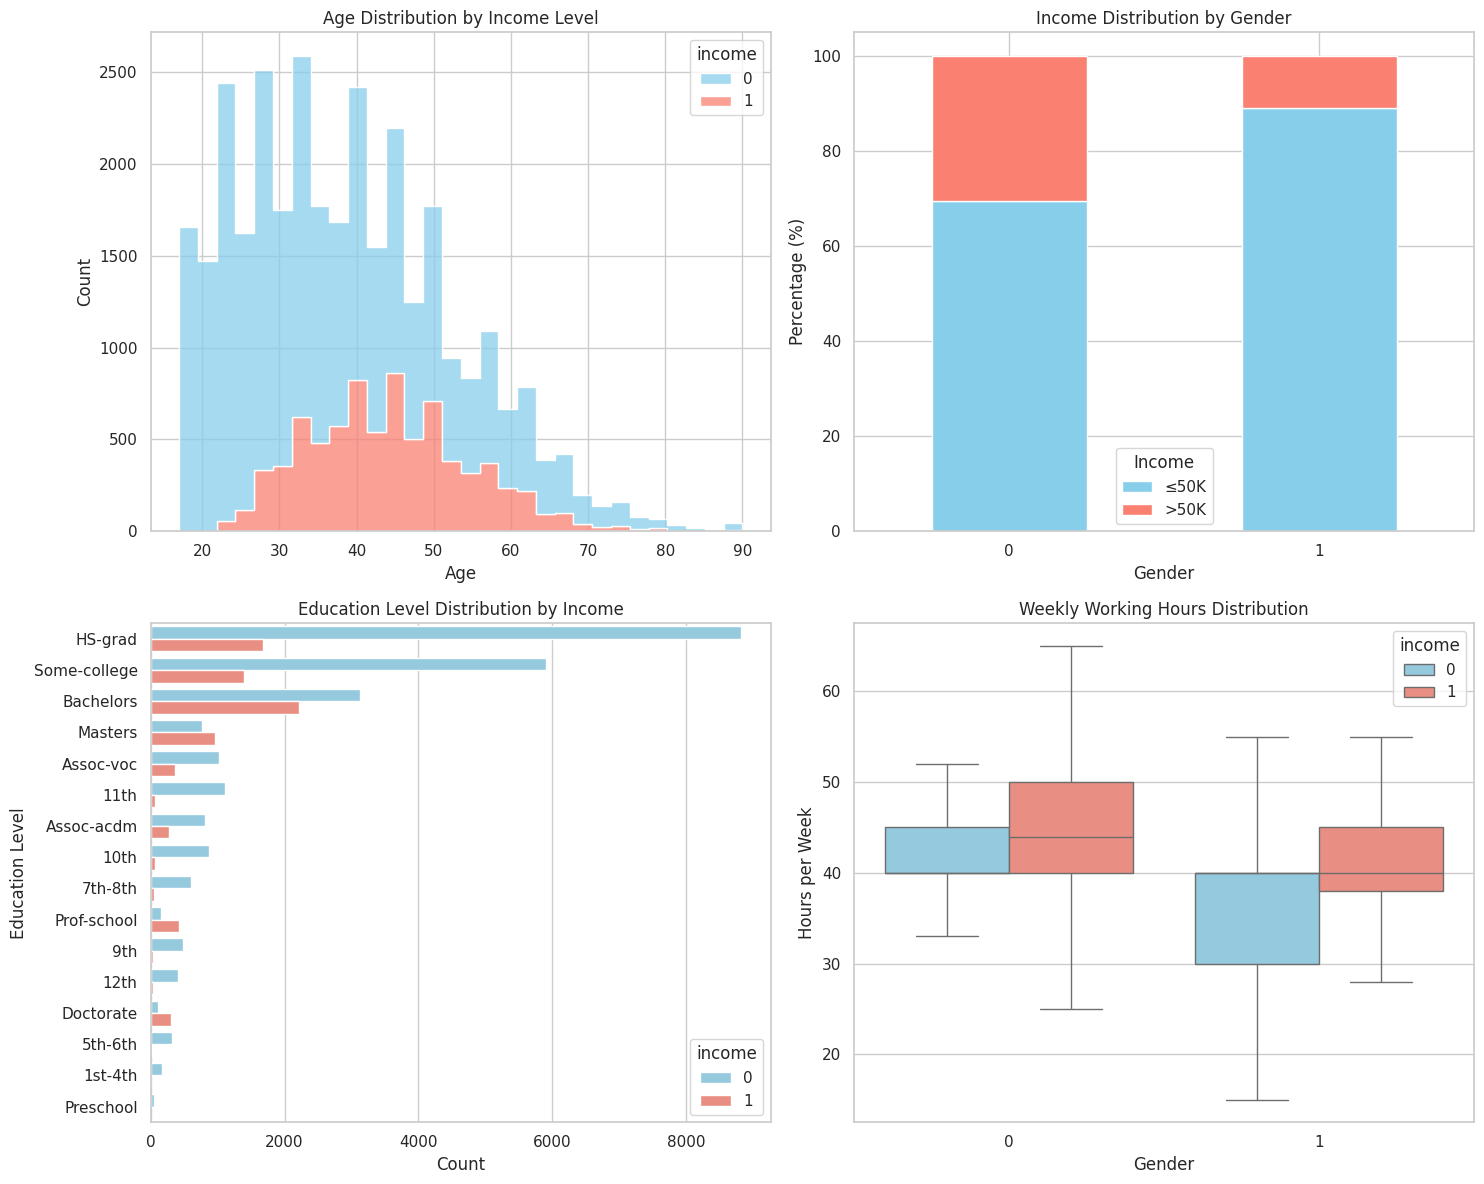 Age Distribution by Income Level
income
0
1
2500
2000
1500
1000
500
0
Count
20 30 40 50 60 70 80 90
Age
Income Distribution by Gender
100
80
60
40
20
0
Percentage (%)
Income
≤50K
>50K
0 1
Gender
Education Level Distribution by Income
HS-grad
Some-college
Bachelors
Masters
Assoc-voc
11th
Assoc-acdm
10th
7th-8th
Prof-school
9th
12th
Doctorate
5th-6th
1st-4th
Preschool
Education Level
income
0
1
0 2000 4000 6000 8000
Count
Weekly Working Hours Distribution
income
0
1
60
50
40
30
20
Hours per Week
0 1
Gender